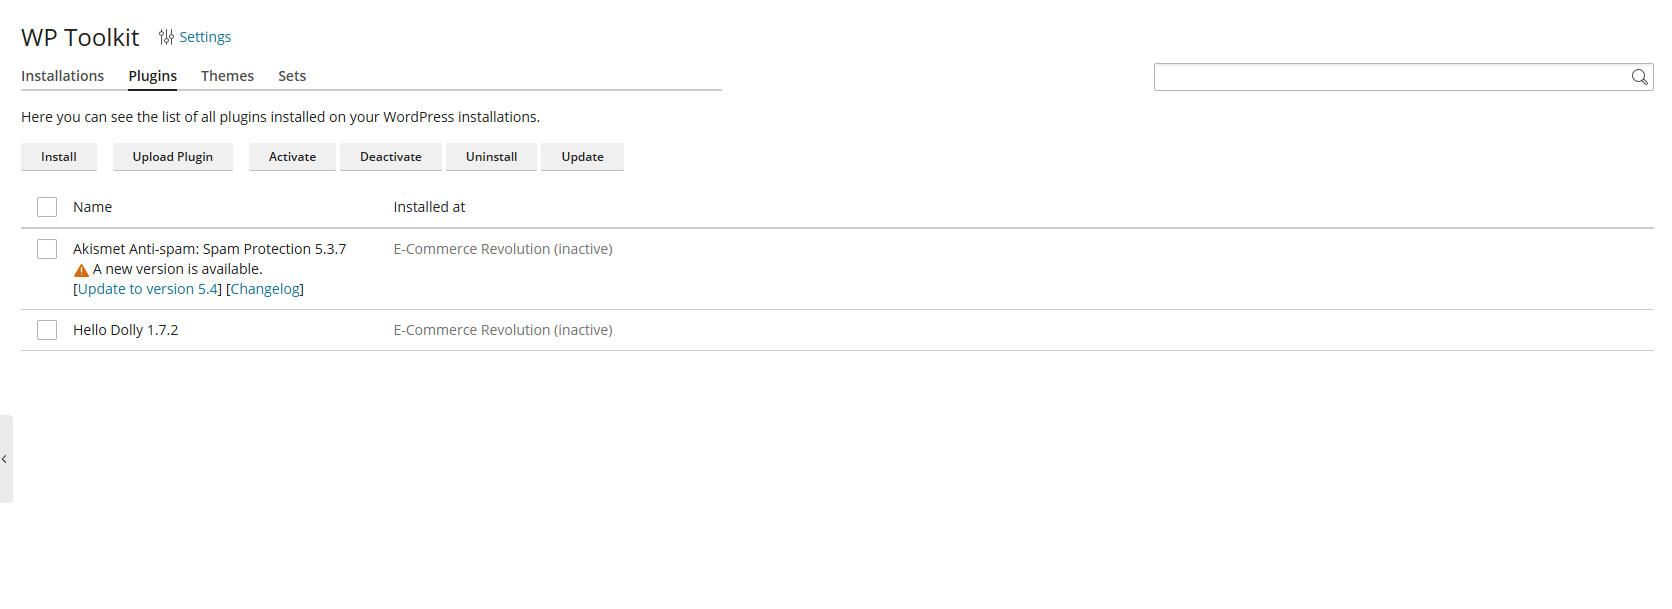 WP Toolkit Settings
Installations Plugins Themes Sets
Here you can see the list of all plugins installed on your WordPress installations.
Install Upload Plugin Activate Deactivate Uninstall Update
Name Installed at
Akismet Anti-spam: Spam Protection 5.3.7 E-Commerce Revolution (inactive)
A new version is available.
[Update to version 5.4] [Changelog]
Hello Dolly 1.7.2 E-Commerce Revolution (inactive)